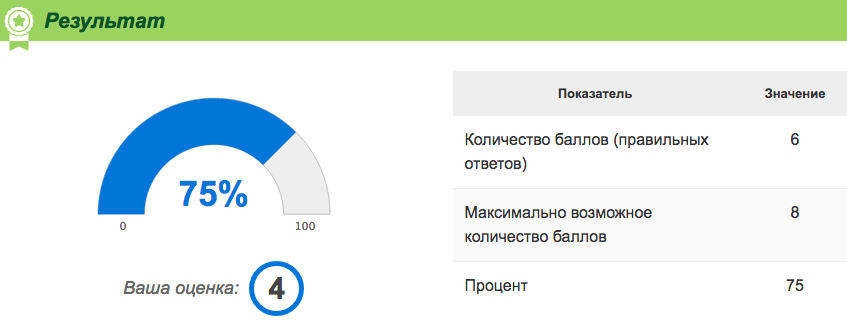 Результат
75%
0
100
Ваша оценка: 4
Показатель Значение
Количество баллов (правильных
ответов) 6
Максимально возможное
количество баллов 8
Процент 75